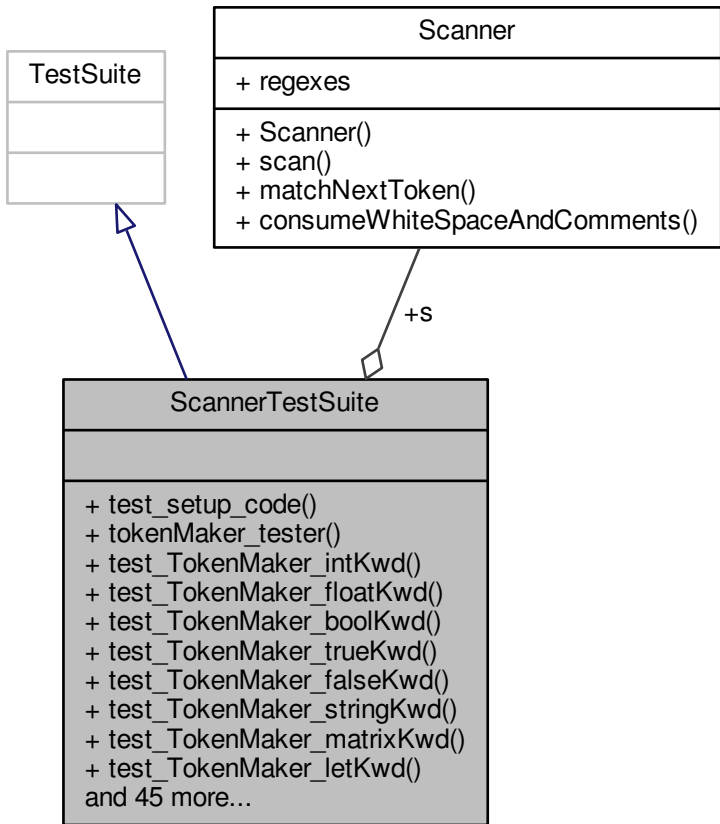 TestSuite
Scanner
+ regexes
+ Scanner()
+ scan()
+ matchNextToken()
+ consumeWhiteSpaceAndComments()
+s
ScannerTestSuite
+ test_setup_code()
+ tokenMaker_tester()
+ test_TokenMaker_intKwd()
+ test_TokenMaker_floatKwd()
+ test_TokenMaker_boolKwd()
+ test_TokenMaker_trueKwd()
+ test_TokenMaker_falseKwd()
+ test_TokenMaker_stringKwd()
+ test_TokenMaker_matrixKwd()
+ test_TokenMaker_letKwd()
and 45 more...